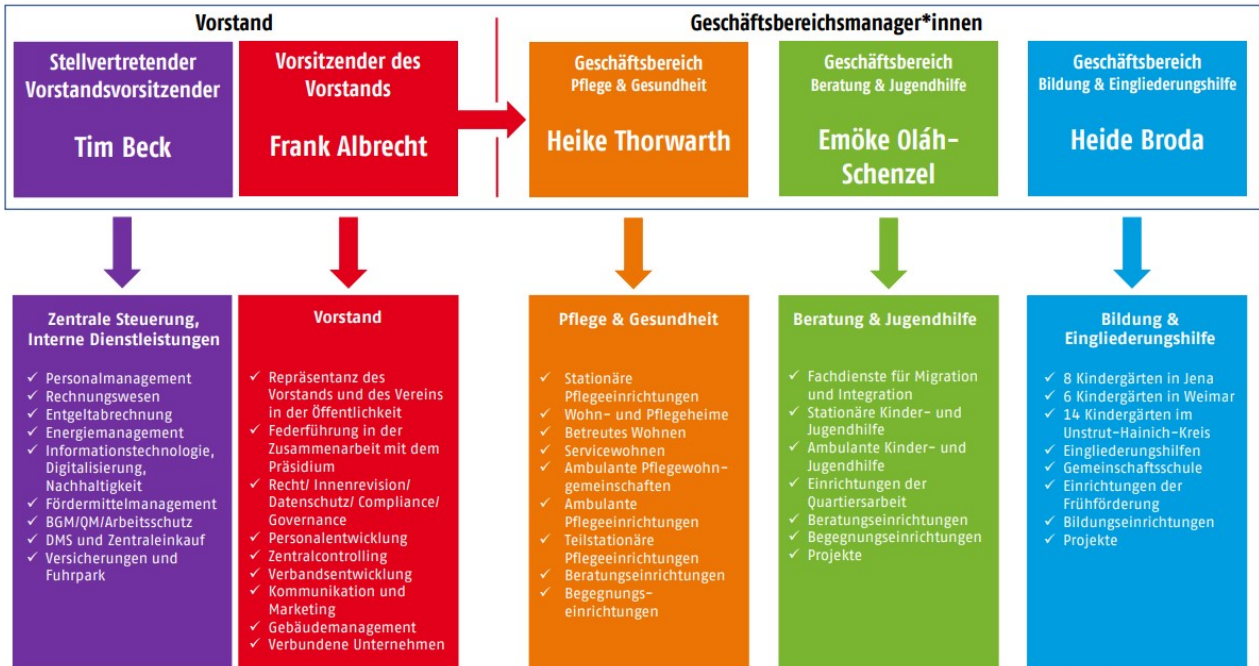 Vorstand
Geschäftsbereichsmanager*innen
Stellvertretender
Vorstandsvorsitzender
Tim Beck
Vorsitzender des
Vorstands
Frank Albrecht
Geschäftsbereich
Pflege & Gesundheit
Heike Thorwarth
Geschäftsbereich
Beratung & Jugendhilfe
Emöke Oláh-
Schenzel
Geschäftsbereich
Bildung & Eingliederungshilfe
Heide Broda
Zentrale Steuerung,
Interne Dienstleistungen
✓ Personalmanagement
✓ Rechnungswesen
✓ Entgeltabrechnung
✓ Energiemanagement
✓ Informationstechnologie,
Digitalisierung,
Nachhaltigkeit
✓ Fördermittelmanagement
✓ BGM/QM/Arbeitsschutz
✓ DMS und Zentraleinkauf
✓ Versicherungen und
Fuhrpark
Vorstand
✓ Repräsentanz des
Vorstands und des Vereins
in der Öffentlichkeit
✓ Federführung in der
Zusammenarbeit mit dem
Präsidium
✓ Recht/ Innenrevision/
Datenschutz/ Compliance/
Governance
✓ Personalentwicklung
✓ Zentralcontrolling
✓ Verbandsentwicklung
✓ Kommunikation und
Marketing
✓ Gebäudemanagement
✓ Verbundene Unternehmen
Pflege & Gesundheit
✓ Stationäre
Pflegeeinrichtungen
✓ Wohn- und Pflegeheime
✓ Betreutes Wohnen
✓ Servicewohnen
✓ Ambulante Pflegewohn-
gemeinschaften
✓ Ambulante
Pflegeeinrichtungen
✓ Teilstationäre
Pflegeeinrichtungen
✓ Beratungseinrichtungen
✓ Begegnungs-
einrichtungen
Beratung & Jugendhilfe
✓ Fachdienste für Migration
und Integration
✓ Stationäre Kinder- und
Jugendhilfe
✓ Ambulante Kinder- und
Jugendhilfe
✓ Einrichtungen der
Quartiersarbeit
✓ Beratungseinrichtungen
✓ Begegnungseinrichtungen
✓ Projekte
Bildung &
Eingliederungshilfe
✓ 8 Kindergärten in Jena
✓ 6 Kindergärten in Weimar
✓ 14 Kindergärten im
Unstrut-Hainich-Kreis
✓ Eingliederungshilfen
✓ Gemeinschaftsschule
✓ Einrichtungen der
Frühförderung
✓ Bildungseinrichtungen
✓ Projekte